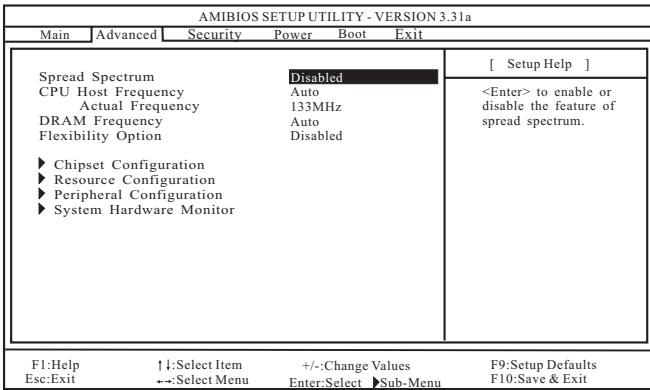 AMIBIOS SETUP UTILITY - VERSION 3.31a
Main Advanced Security Power Boot Exit
[ Setup Help ]
Spread Spectrum Disabled
CPU Host Frequency Auto
Actual Frequency 133MHz
DRAM Frequency Auto
Flexibility Option Disabled
Chipset Configuration
Resource Configuration
Peripheral Configuration
System Hardware Monitor
<Enter> to enable or
disable the feature of
spread spectrum.
F1:Help ↑↓:Select Item +/-:Change Values F9:Setup Defaults
Esc:Exit ←→:Select Menu Enter:Select ▶Sub-Menu F10:Save & Exit